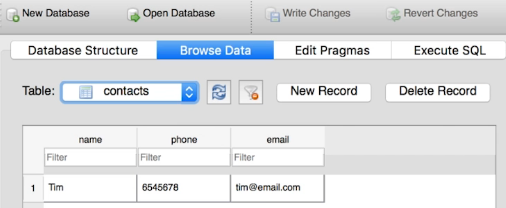 New Database Open Database Write Changes Revert Changes
Database Structure Browse Data Edit Pragmas Execute SQL
Table: contacts New Record Delete Record
name phone email
Filter Filter Filter
1 Tim 6545678 tim@email.com